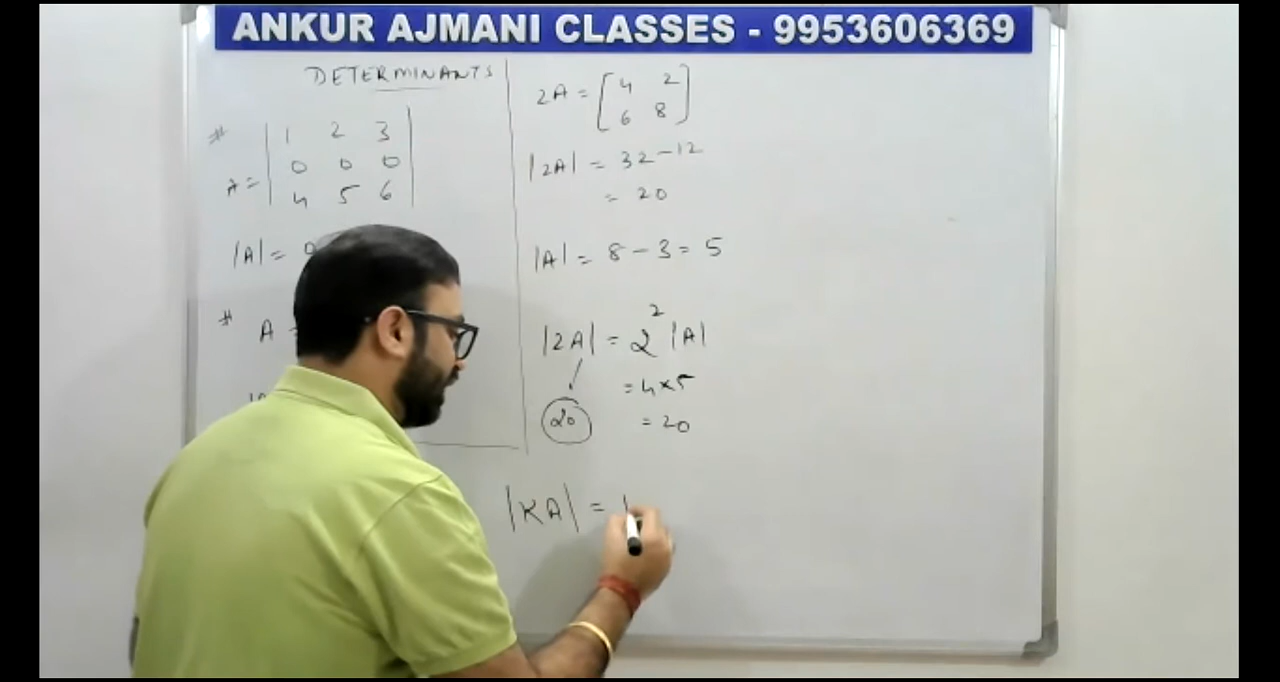 ANKUR AJMANI CLASSES - 9953606369
DETERMINANTS
# A = | 1 2 3 |
| 0 0 0 |
| 4 5 6 |
|A| = 0
# A =
2A = [ 4 2 ]
[ 6 8 ]
|2A| = 32 - 12
= 20
|A| = 8 - 3 = 5
|2A| = 2² |A|
20
= 4 × 5
= 20
|KA| =